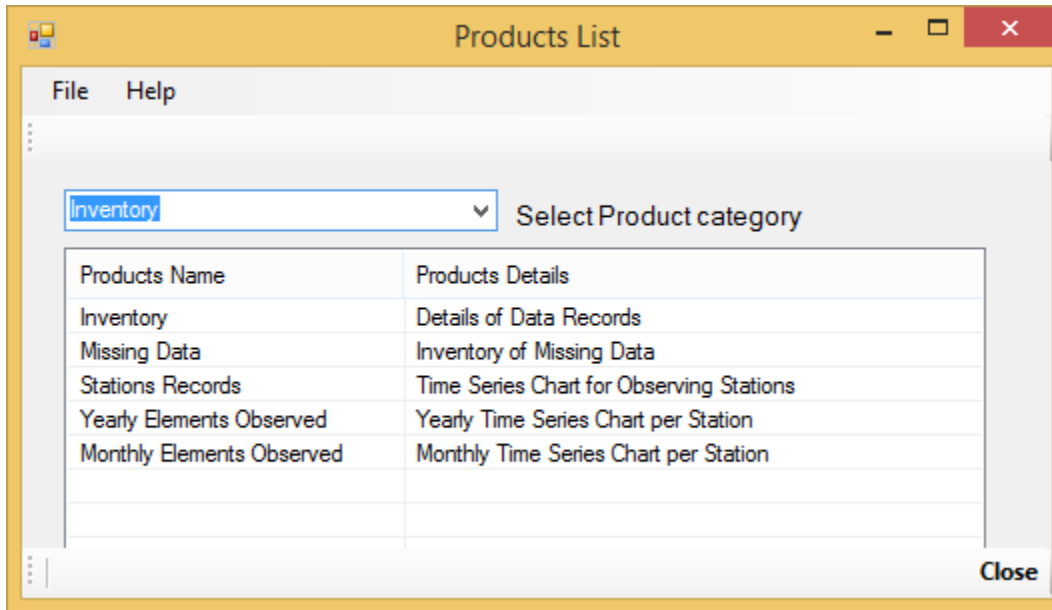 Products List
File Help
Inventory Select Product category
Products Name Products Details
Inventory Details of Data Records
Missing Data Inventory of Missing Data
Stations Records Time Series Chart for Observing Stations
Yearly Elements Observed Yearly Time Series Chart per Station
Monthly Elements Observed Monthly Time Series Chart per Station
Close